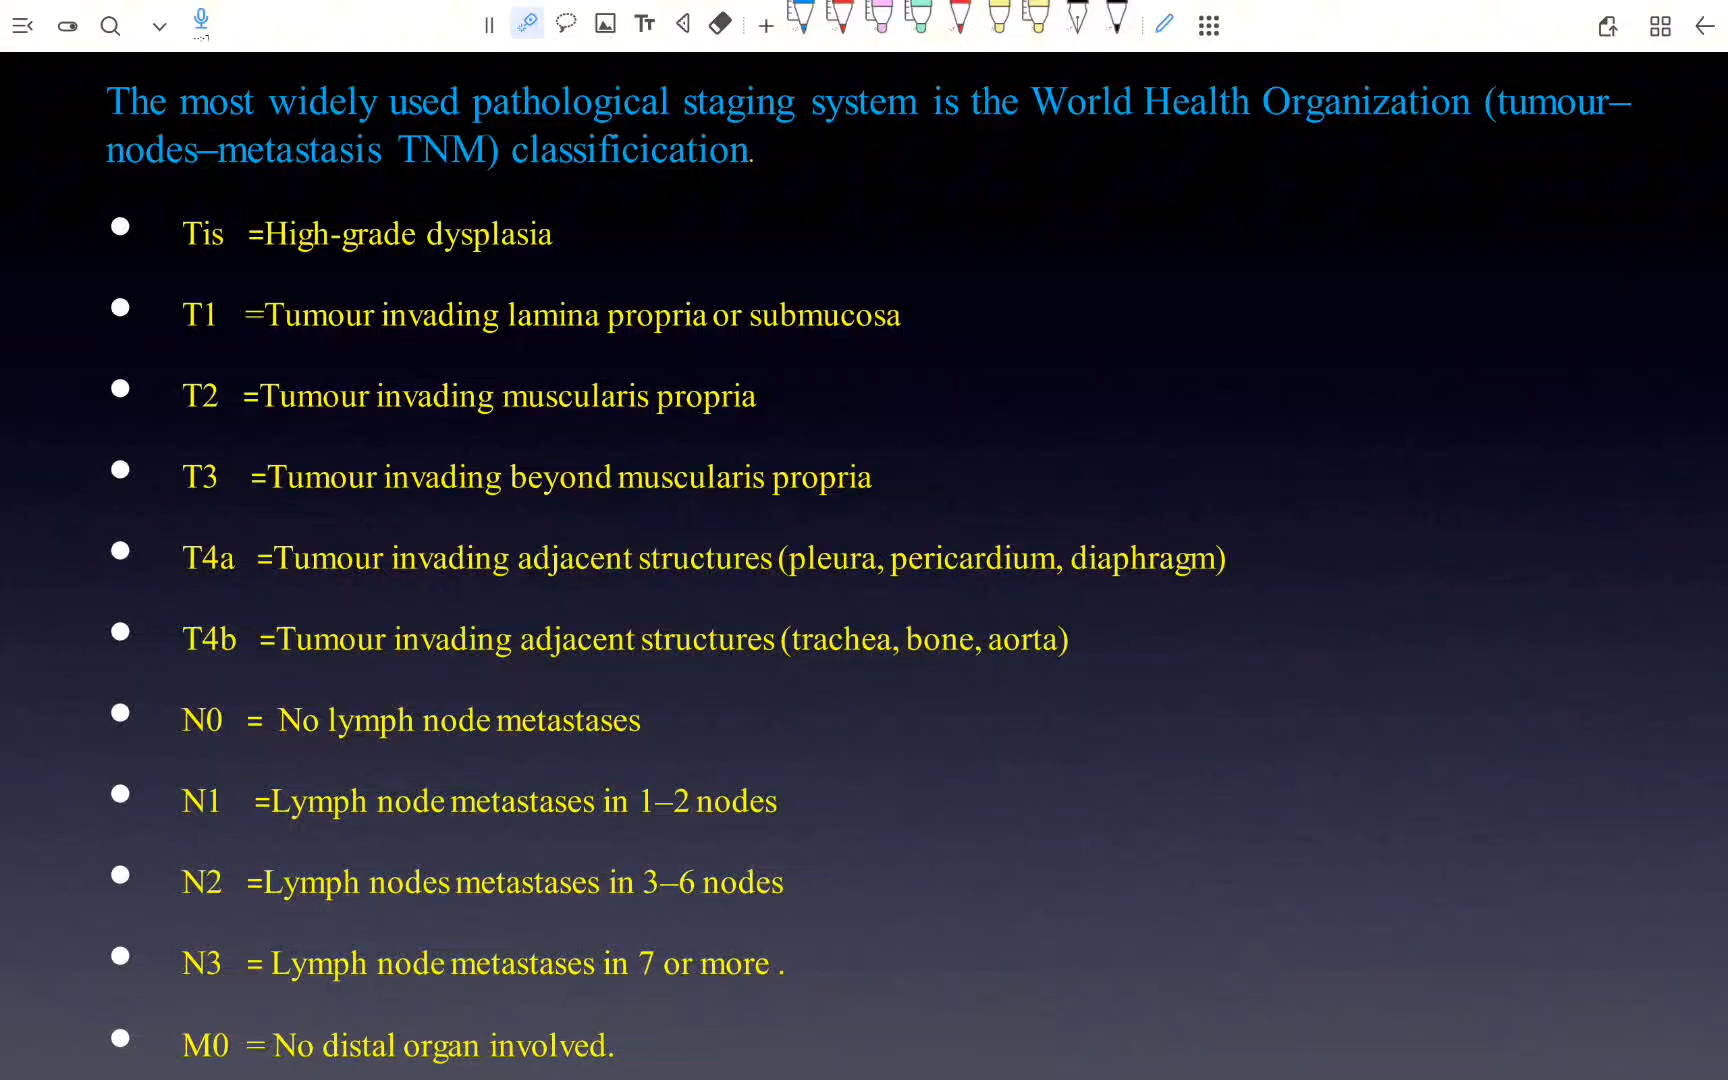 The most widely used pathological staging system is the World Health Organization (tumour–
nodes–metastasis TNM) classificication.
Tis =High-grade dysplasia
T1 =Tumour invading lamina propria or submucosa
T2 =Tumour invading muscularis propria
T3 =Tumour invading beyond muscularis propria
T4a =Tumour invading adjacent structures (pleura, pericardium, diaphragm)
T4b =Tumour invading adjacent structures (trachea, bone, aorta)
N0 = No lymph node metastases
N1 =Lymph node metastases in 1–2 nodes
N2 =Lymph nodes metastases in 3–6 nodes
N3 = Lymph node metastases in 7 or more .
M0 = No distal organ involved.